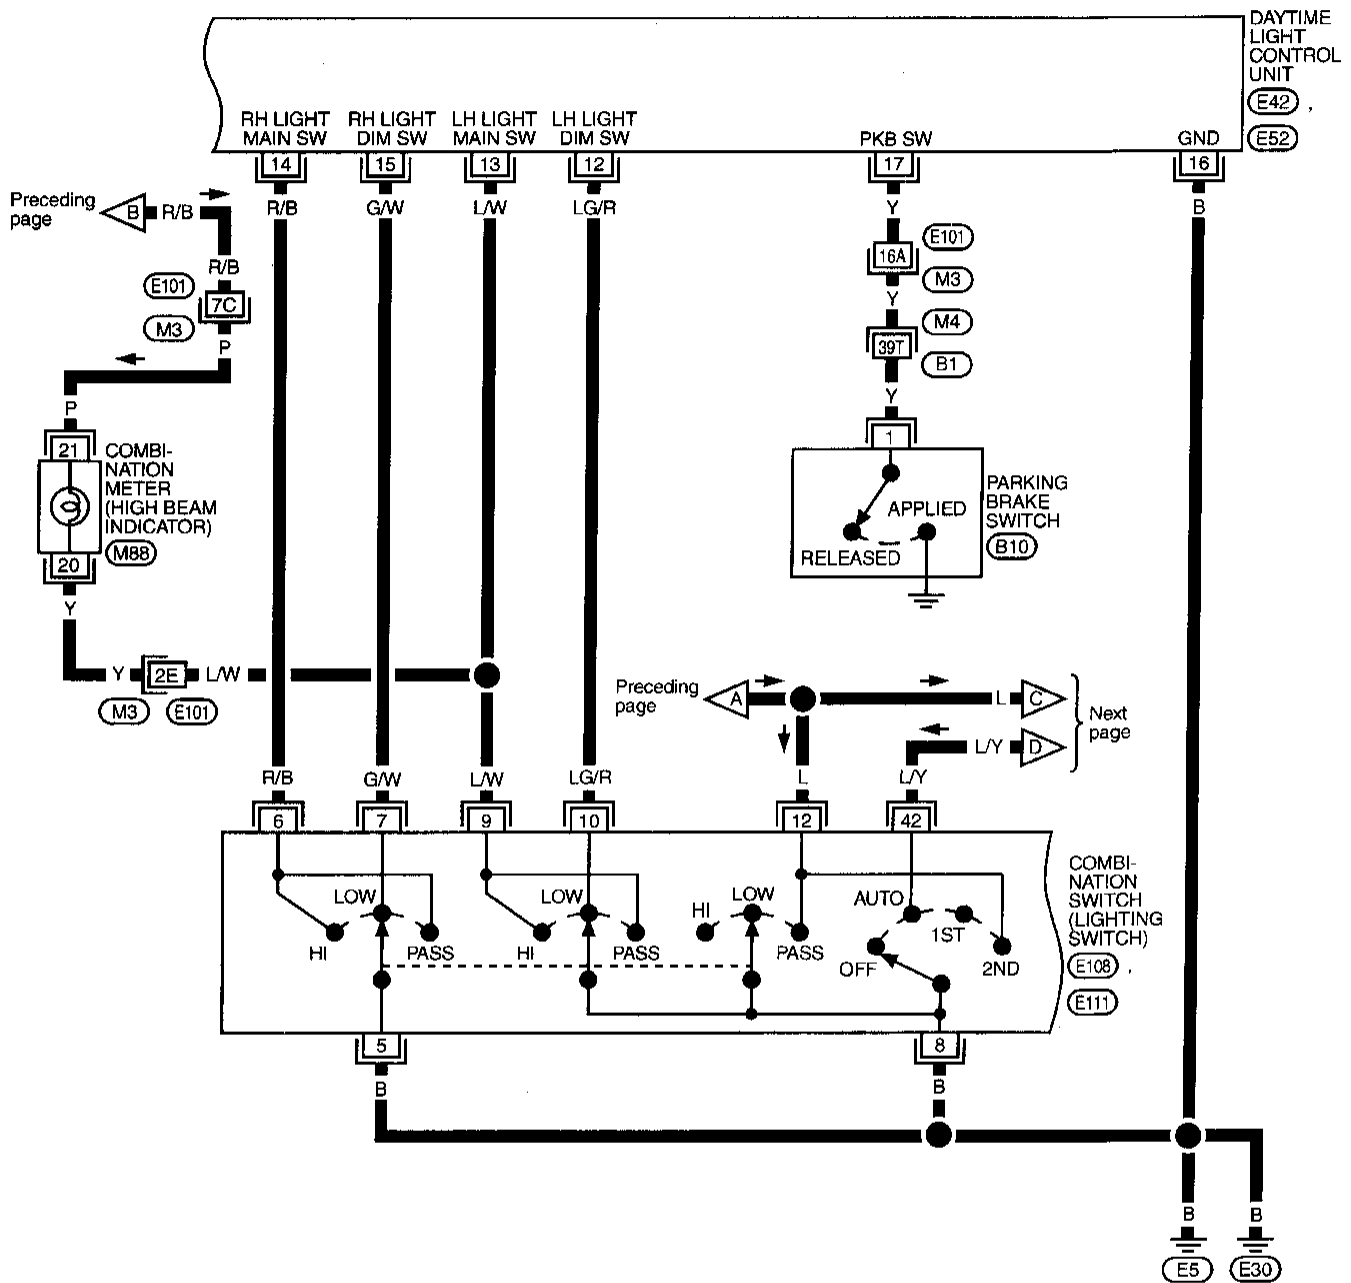 DAYTIME
LIGHT
CONTROL
UNIT
E42 ,
E52
RH LIGHT
MAIN SW
RH LIGHT
DIM SW
LH LIGHT
MAIN SW
LH LIGHT
DIM SW
PKB SW
GND
14
15
13
12
17
16
Preceding
page
B
R/B
R/B
G/W
L/W
LG/R
Y
B
R/B
E101
7C
M3
P
16A
E101
M3
Y
M4
39T
B1
Y
P
21
COMBI-
NATION
METER
(HIGH BEAM
INDICATOR)
M88
20
Y
1
PARKING
BRAKE
SWITCH
B10
APPLIED
RELEASED
Y
2E
L/W
M3
E101
Preceding
page
A
L
C
L/Y
D
Next
page
R/B
G/W
L/W
LG/R
L
L/Y
6
7
9
10
12
42
COMBI-
NATION
SWITCH
(LIGHTING
SWITCH)
E108 ,
E111
LOW
HI
PASS
LOW
HI
PASS
HI
LOW
PASS
AUTO
1ST
OFF
2ND
5
8
B
B
B
B
E5
E30